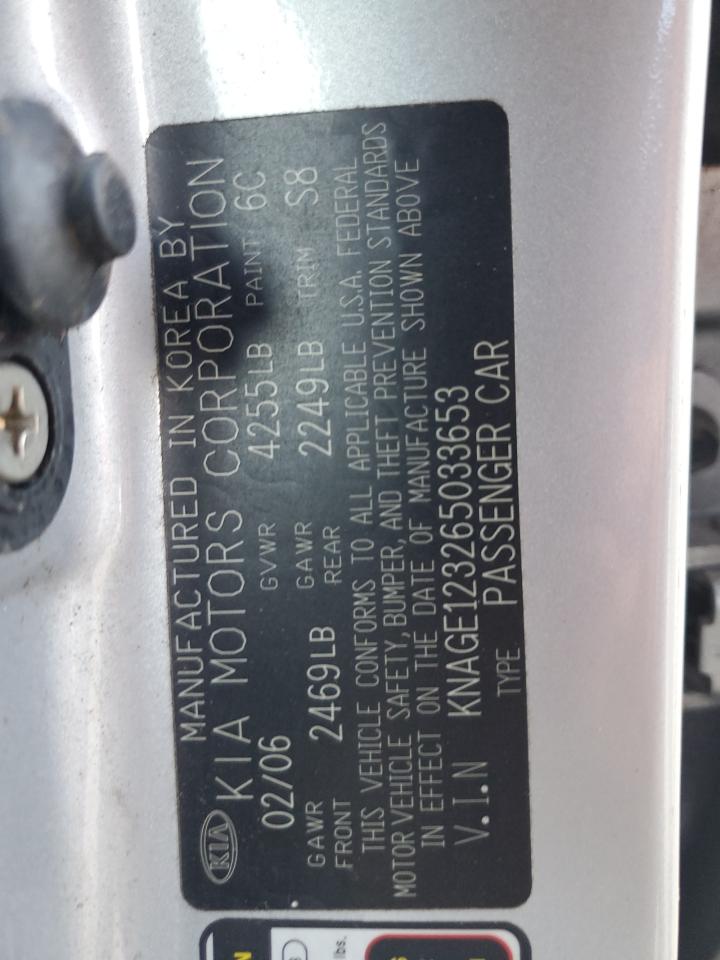 MANUFACTURED IN KOREA BY
KIA KIA MOTORS CORPORATION
02/06 GVWR 4255LB PAINT 6C
GAWR FRONT 2469LB GAWR REAR 2249LB TRIM S8
THIS VEHICLE CONFORMS TO ALL APPLICABLE U.S.A. FEDERAL
MOTOR VEHICLE SAFETY, BUMPER, AND THEFT PREVENTION STANDARDS
IN EFFECT ON THE DATE OF MANUFACTURE SHOWN ABOVE
V.I.N KNAGE123265033653
TYPE PASSENGER CAR
lbs.